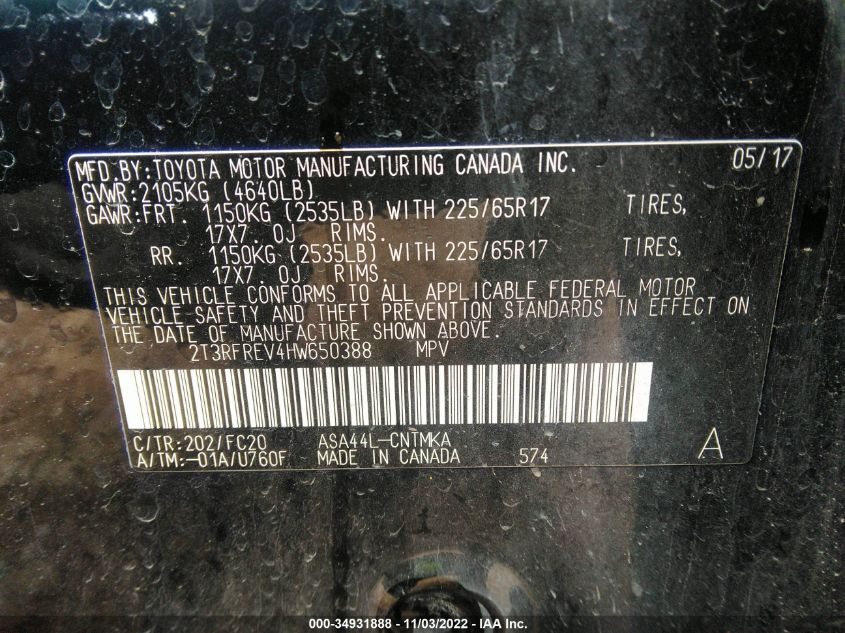 MFD.BY:TOYOTA MOTOR MANUFACTURING CANADA INC. 05/17
GVWR:2105KG (4640LB)
GAWR:FRT. 1150KG (2535LB) WITH 225/65R17 TIRES,
17X7. 0J RIMS.
RR. 1150KG (2535LB) WITH 225/65R17 TIRES,
17X7. 0J RIMS.
THIS VEHICLE CONFORMS TO ALL APPLICABLE FEDERAL MOTOR
VEHICLE SAFETY AND THEFT PREVENTION STANDARDS IN EFFECT ON
THE DATE OF MANUFACTURE SHOWN ABOVE.
2T3RFREV4HW650388 MPV
C/TR:202/FC20 ASA44L-CNTMKA A
A/TM:-01A/U760F MADE IN CANADA 574
000-34931888 - 11/03/2022 - IAA Inc.